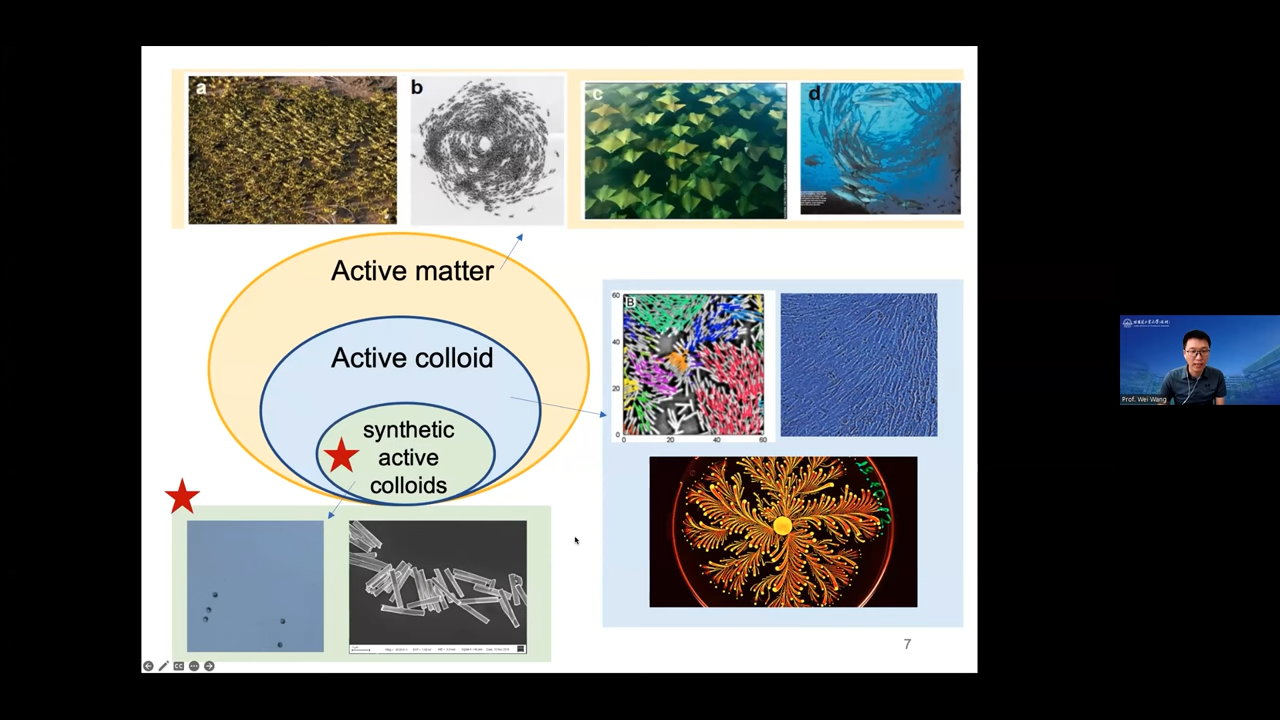 a
b
c
d
Active matter
Active colloid
synthetic
active
colloids
B
60
40
20
0
0
20
40
60
7
Prof. Wei Wang